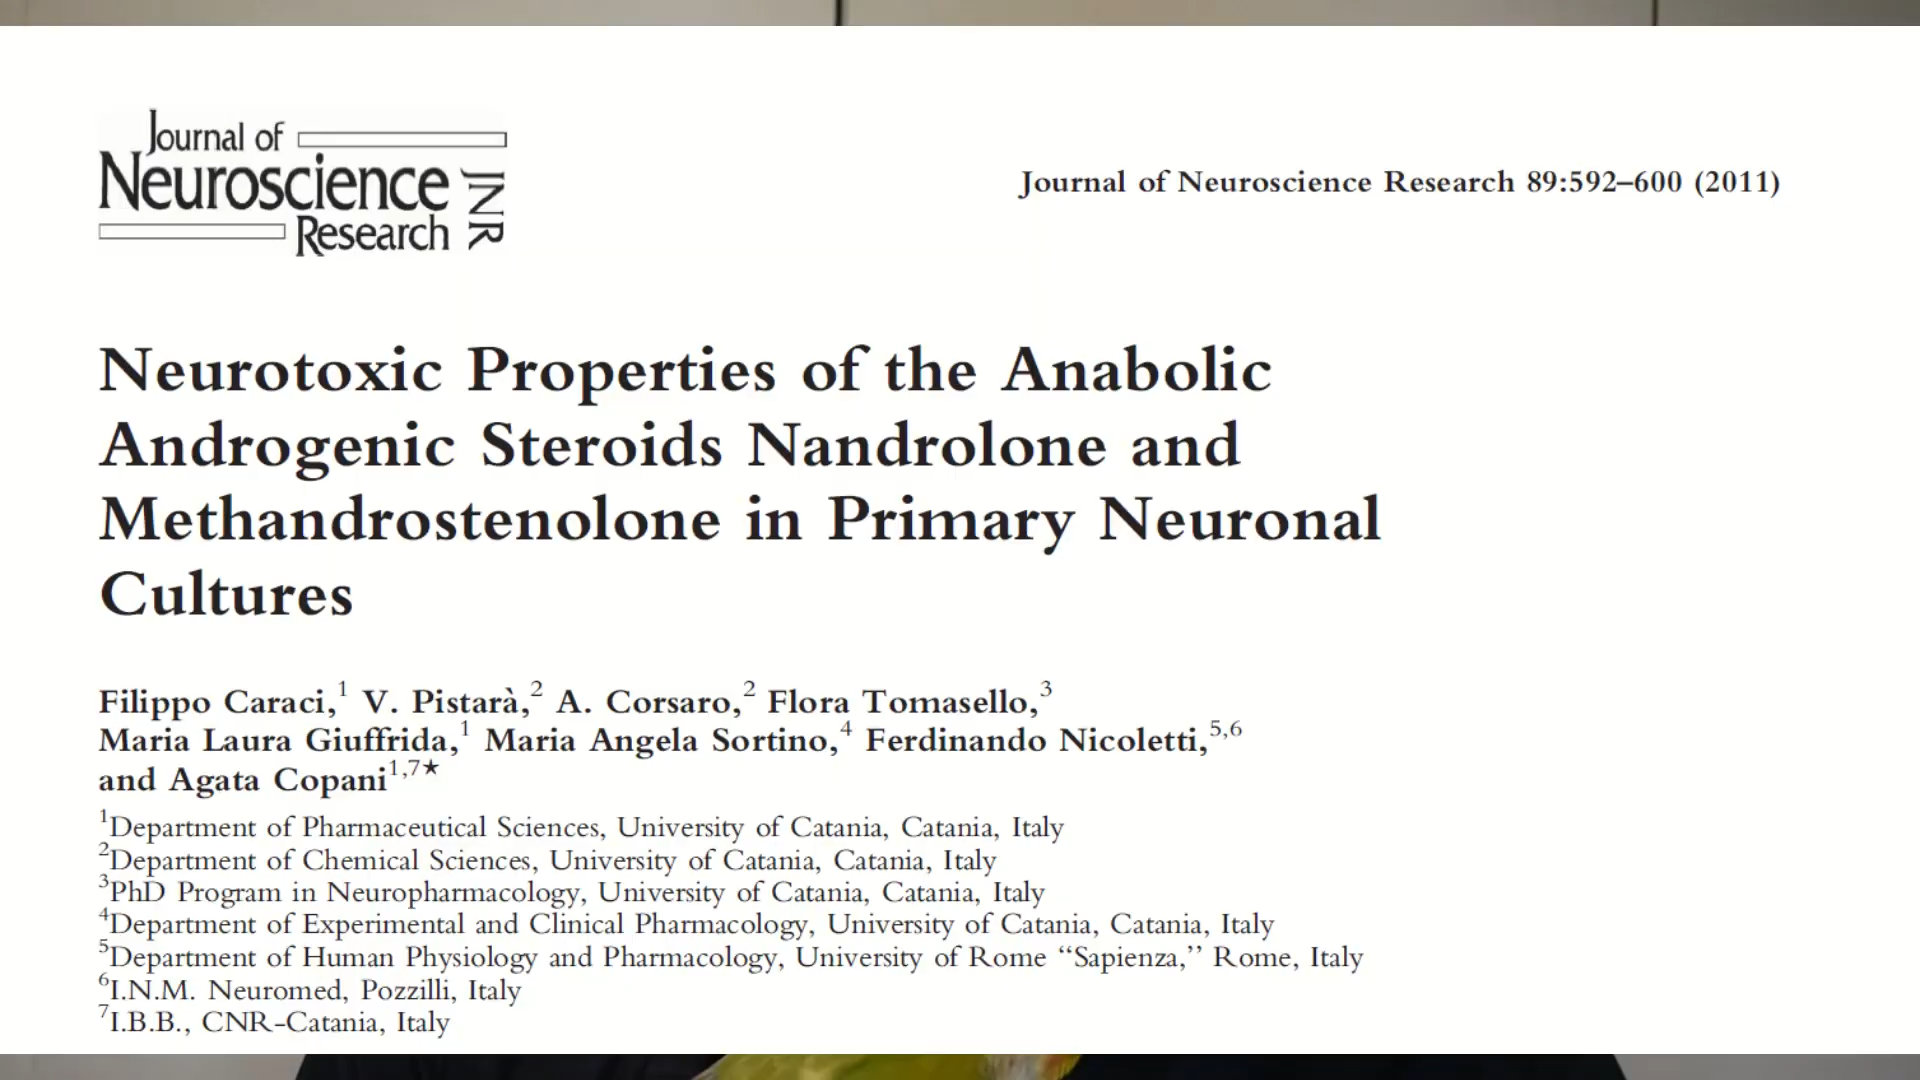 Journal of
Neuroscience
Research
JNR
Journal of Neuroscience Research 89:592–600 (2011)
Neurotoxic Properties of the Anabolic
Androgenic Steroids Nandrolone and
Methandrostenolone in Primary Neuronal
Cultures
Filippo Caraci,1 V. Pistarà,2 A. Corsaro,2 Flora Tomasello,3
Maria Laura Giuffrida,1 Maria Angela Sortino,4 Ferdinando Nicoletti,5,6
and Agata Copani1,7★
1Department of Pharmaceutical Sciences, University of Catania, Catania, Italy
2Department of Chemical Sciences, University of Catania, Catania, Italy
3PhD Program in Neuropharmacology, University of Catania, Catania, Italy
4Department of Experimental and Clinical Pharmacology, University of Catania, Catania, Italy
5Department of Human Physiology and Pharmacology, University of Rome ‘‘Sapienza,’’ Rome, Italy
6I.N.M. Neuromed, Pozzilli, Italy
7I.B.B., CNR-Catania, Italy